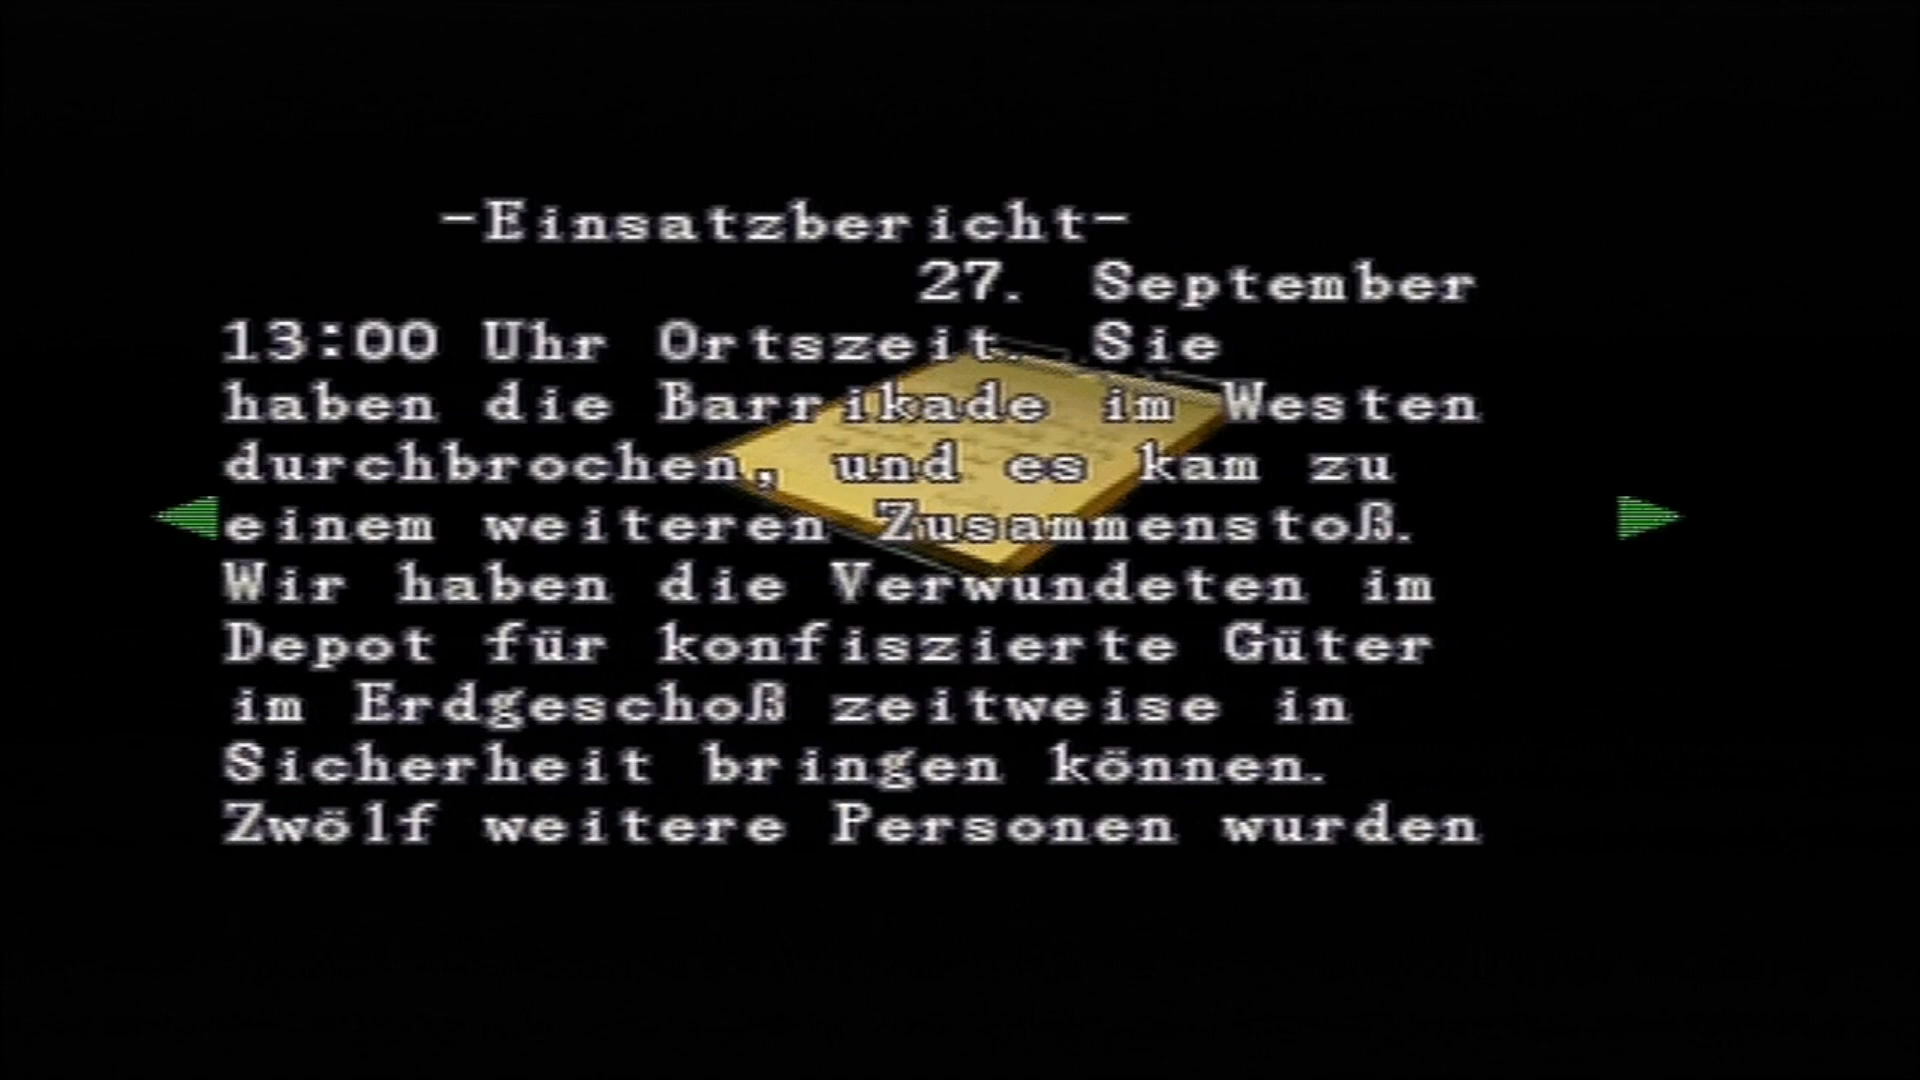 -Einsatzbericht-
27. September
13:00 Uhr Ortszeit. Sie
haben die Barrikade im Westen
durchbrochen, und es kam zu
einem weiteren Zusammenstoß.
Wir haben die Verwundeten im
Depot für konfiszierte Güter
im Erdgeschoß zeitweise in
Sicherheit bringen können.
Zwölf weitere Personen wurden